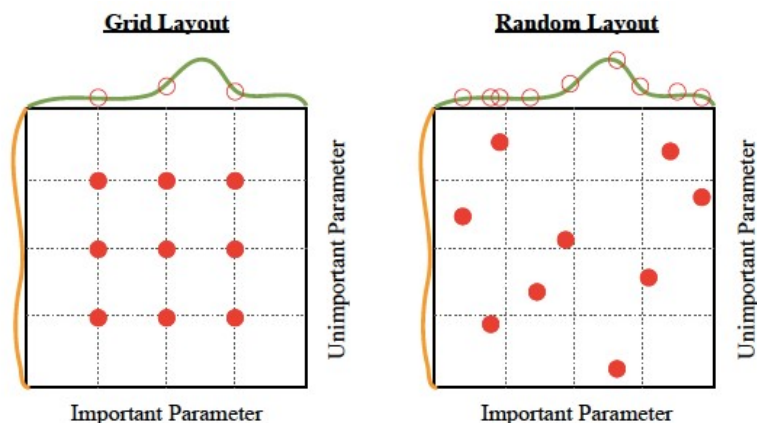 Grid Layout
Random Layout
Unimportant Parameter
Unimportant Parameter
Important Parameter
Important Parameter